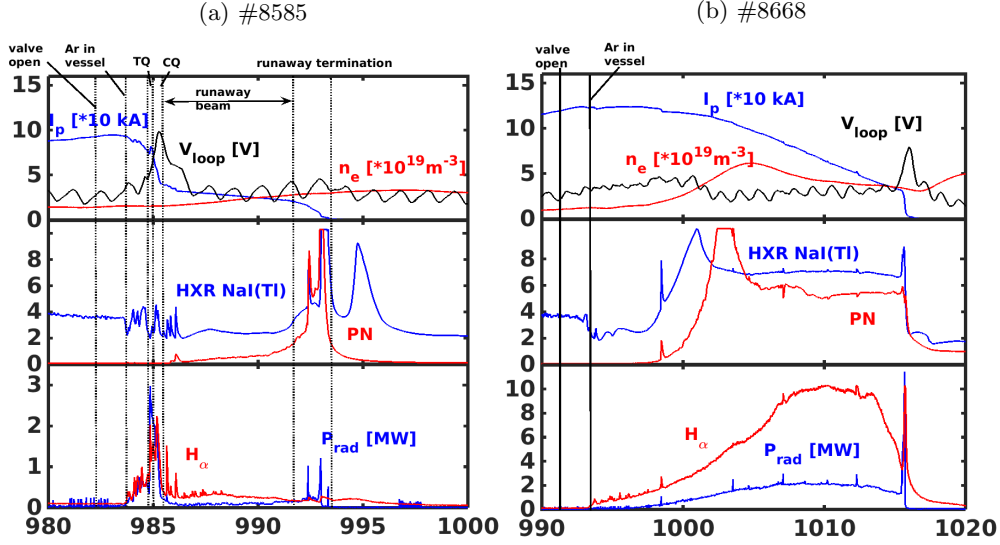 (a) #8585
valve open
Ar in vessel
TQ
CQ
runaway termination
runaway beam
15
10
5
0
I_p [*10 kA]
V_loop [V]
n_e [*10^19 m^-3]
8
6
4
2
0
HXR NaI(Tl)
PN
3
2
1
0
H_α
P_rad [MW]
980 985 990 995 1000
(b) #8668
valve open
Ar in vessel
15
10
5
0
I_p [*10 kA]
V_loop [V]
n_e [*10^19 m^-3]
8
6
4
2
0
HXR NaI(Tl)
PN
10
8
6
4
2
0
H_α
P_rad [MW]
990 1000 1010 1020